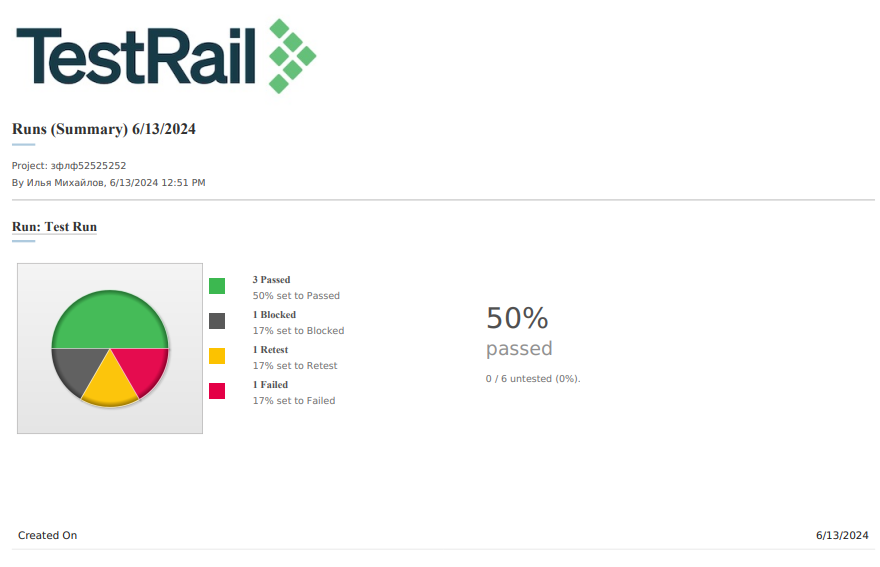 TestRail
Runs (Summary) 6/13/2024
Project: зфлф52525252
By Илья Михайлов, 6/13/2024 12:51 PM
Run: Test Run
3 Passed
50% set to Passed
1 Blocked
17% set to Blocked
1 Retest
17% set to Retest
1 Failed
17% set to Failed
50%
passed
0 / 6 untested (0%).
Created On 6/13/2024